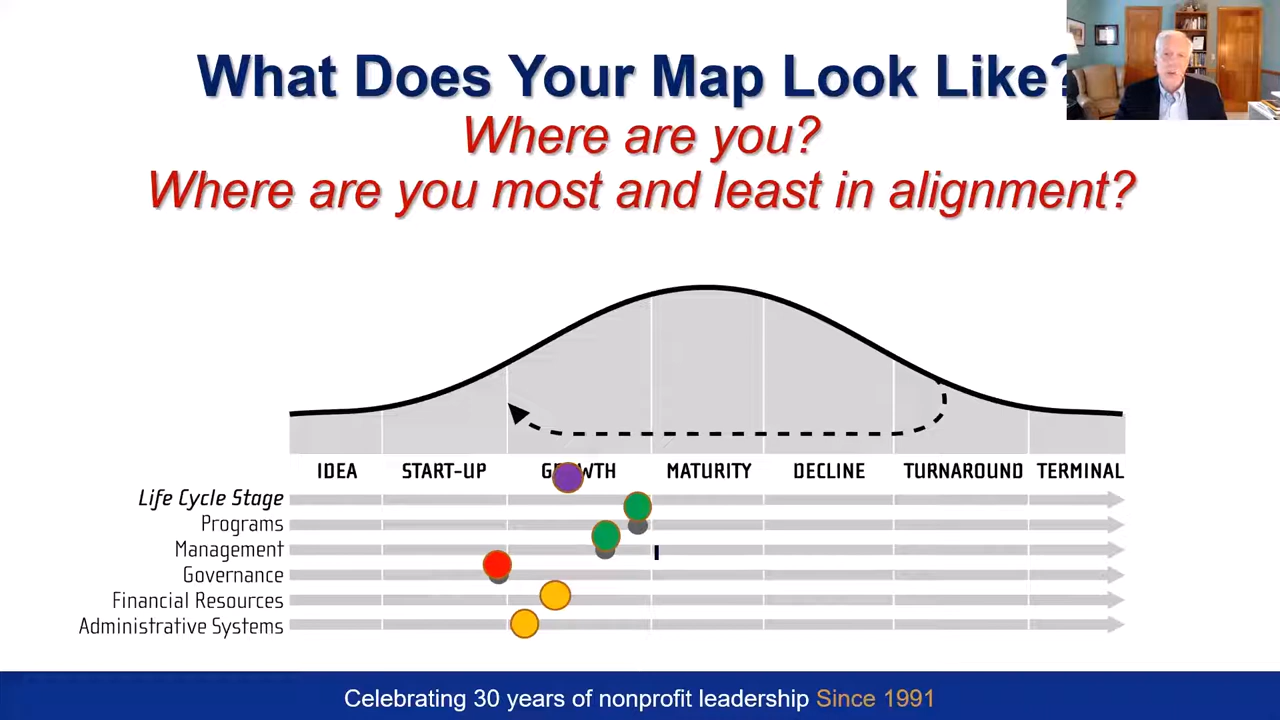 What Does Your Map Look Like?
Where are you?
Where are you most and least in alignment?
IDEA START-UP GROWTH MATURITY DECLINE TURNAROUND TERMINAL
Life Cycle Stage
Programs
Management
Governance
Financial Resources
Administrative Systems
Celebrating 30 years of nonprofit leadership Since 1991